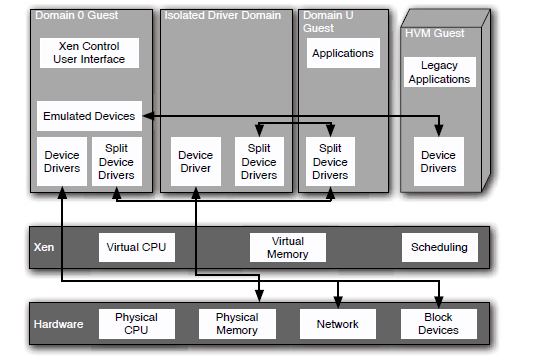 Domain 0 Guest
Isolated Driver Domain
Domain U
Guest
HVM Guest
Xen Control
User Interface
Applications
Legacy
Applications
Emulated Devices
Device
Drivers
Split
Device
Drivers
Device
Driver
Split
Device
Drivers
Split
Device
Drivers
Device
Drivers
Xen
Virtual CPU
Virtual
Memory
Scheduling
Hardware
Physical
CPU
Physical
Memory
Network
Block
Devices